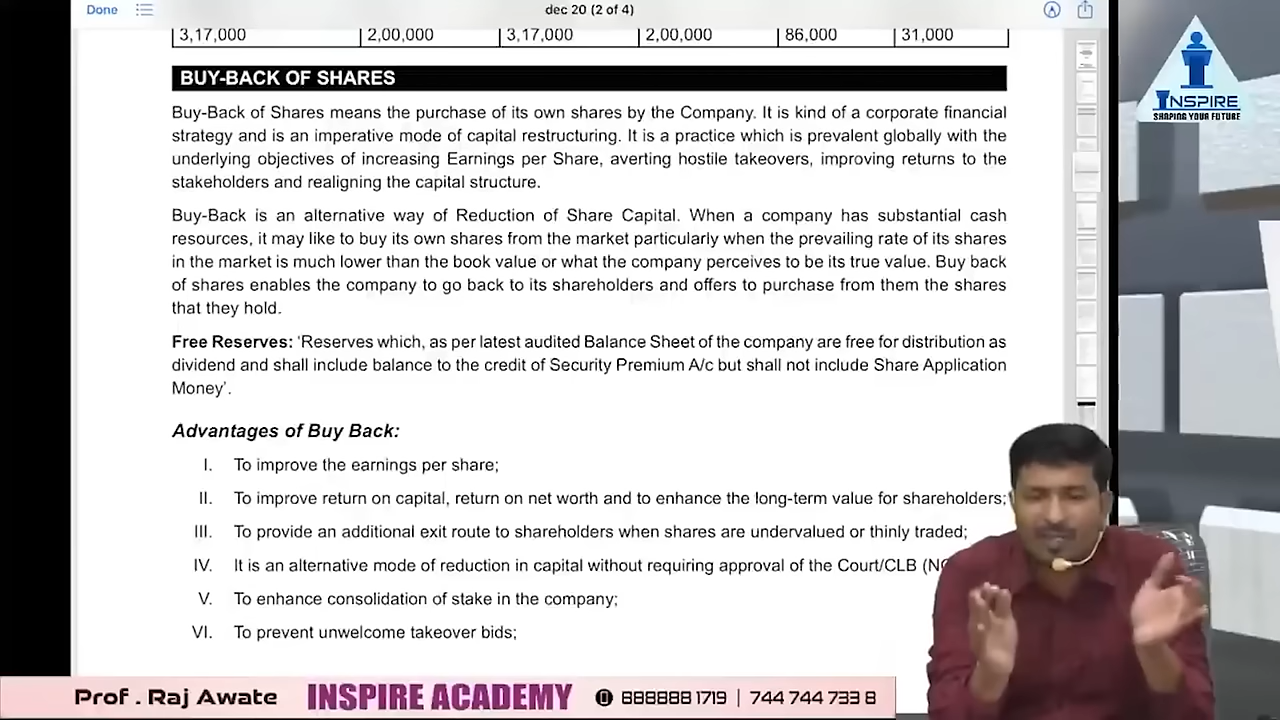 Done
dec 20 (2 of 4)
3,17,000 2,00,000 3,17,000 2,00,000 86,000 31,000
BUY-BACK OF SHARES
Buy-Back of Shares means the purchase of its own shares by the Company. It is kind of a corporate financial
strategy and is an imperative mode of capital restructuring. It is a practice which is prevalent globally with the
underlying objectives of increasing Earnings per Share, averting hostile takeovers, improving returns to the
stakeholders and realigning the capital structure.
Buy-Back is an alternative way of Reduction of Share Capital. When a company has substantial cash
resources, it may like to buy its own shares from the market particularly when the prevailing rate of its shares
in the market is much lower than the book value or what the company perceives to be its true value. Buy back
of shares enables the company to go back to its shareholders and offers to purchase from them the shares
that they hold.
Free Reserves: 'Reserves which, as per latest audited Balance Sheet of the company are free for distribution as
dividend and shall include balance to the credit of Security Premium A/c but shall not include Share Application
Money'.
Advantages of Buy Back:
I. To improve the earnings per share;
II. To improve return on capital, return on net worth and to enhance the long-term value for shareholders;
III. To provide an additional exit route to shareholders when shares are undervalued or thinly traded;
IV. It is an alternative mode of reduction in capital without requiring approval of the Court/CLB
V. To enhance consolidation of stake in the company;
VI. To prevent unwelcome takeover bids;
INSPIRE
SHAPING YOUR FUTURE
Prof . Raj Awate INSPIRE ACADEMY 888888 1719 | 744 744 733 8